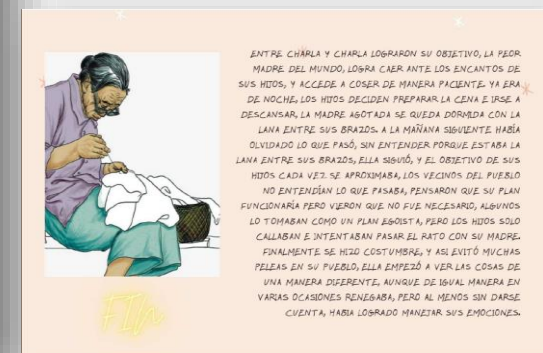 ENTRE CHARLA Y CHARLA LOGRARON SU OBJETIVO, LA PEOR
MADRE DEL MUNDO, LOGRA CAER ANTE LOS ENCANTOS DE
SUS HIJOS, Y ACCEDE A COSER DE MANERA PACIENTE. YA ERA
DE NOCHE, LOS HIJOS DECIDEN PREPARAR LA CENA E IRSE A
DESCANSAR, LA MADRE AGOTADA SE QUEDA DORMIDA CON LA
LANA ENTRE SUS BRAZOS. A LA MAÑANA SIGUIENTE HABÍA
OLVIDADO LO QUE PASÓ, SIN ENTENDER PORQUE ESTABA LA
LANA ENTRE SUS BRAZOS, ELLA SIGUIÓ, Y EL OBJETIVO DE SUS
HIJOS CADA VEZ SE APROXIMABA, LOS VECINOS DEL PUEBLO
NO ENTENDÍAN LO QUE PASABA, PENSARON QUE SU PLAN
FUNCIONARÍA PERO VIERON QUE NO FUE NECESARIO, ALGUNOS
LO TOMABAN COMO UN PLAN EGOISTA, PERO LOS HIJOS SOLO
CALLABAN E INTENTABAN PASAR EL RATO CON SU MADRE.
FINALMENTE SE HIZO COSTUMBRE, Y ASI EVITÓ MUCHAS
PELEAS EN SU PUEBLO, ELLA EMPEZÓ A VER LAS COSAS DE
UNA MANERA DIFERENTE, AUNQUE DE IGUAL MANERA EN
VARIAS OCASIONES RENEGABA, PERO AL MENOS SIN DARSE
CUENTA, HABIA LOGRADO MANEJAR SUS EMOCIONES.
FIN